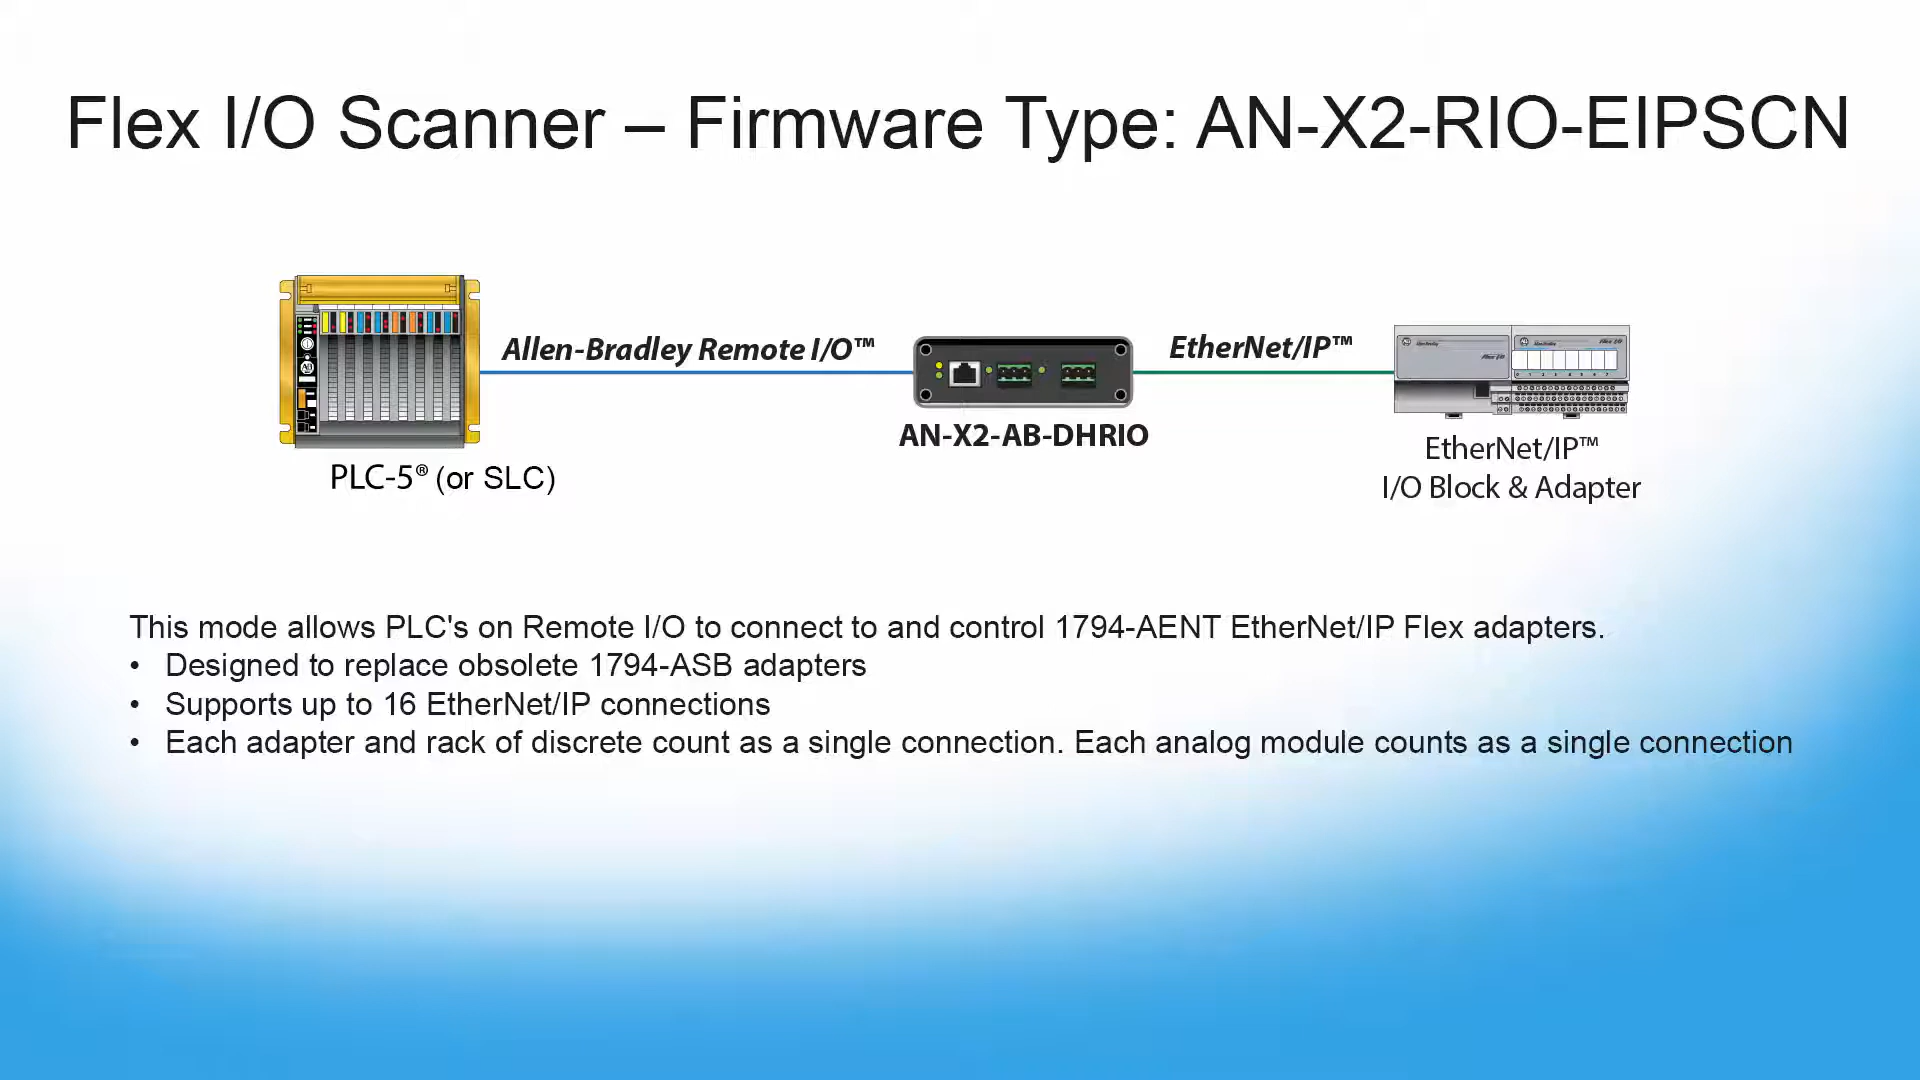 Flex I/O Scanner – Firmware Type: AN-X2-RIO-EIPSCN
Allen-Bradley Remote I/O™
EtherNet/IP™
AN-X2-AB-DHRIO
PLC-5® (or SLC)
EtherNet/IP™
I/O Block & Adapter
This mode allows PLC's on Remote I/O to connect to and control 1794-AENT EtherNet/IP Flex adapters.
• Designed to replace obsolete 1794-ASB adapters
• Supports up to 16 EtherNet/IP connections
• Each adapter and rack of discrete count as a single connection. Each analog module counts as a single connection